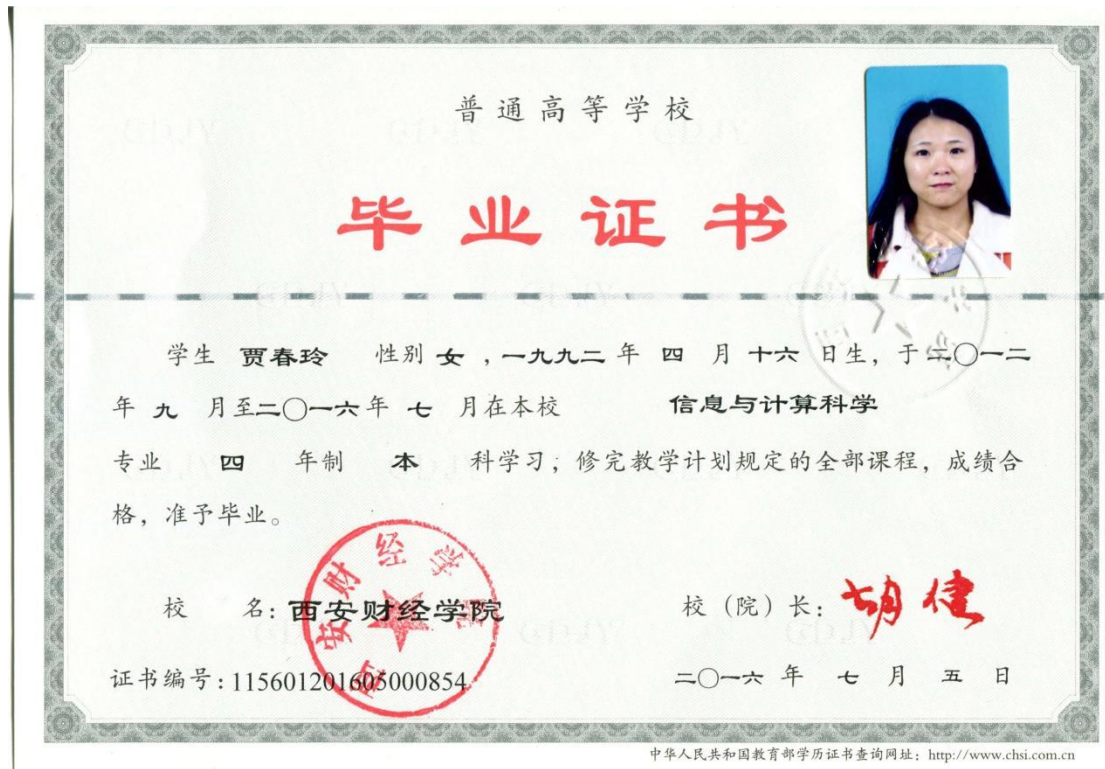 普通高等学校
毕业证书
学生 贾春玲 性别 女 ，一九九二 年 四 月 十六 日生，于 二〇一二
年 九 月至二〇一六年 七 月在本校 信息与计算科学
专业 四 年制 本 科学习，修完教学计划规定的全部课程，成绩合
格，准予毕业。
西安财经学院
校 名：西安财经学院 校（院）长：胡健
证书编号：115601201605000854 二〇一六 年 七 月 五 日
中华人民共和国教育部学历证书查询网址：http://www.chsi.com.cn